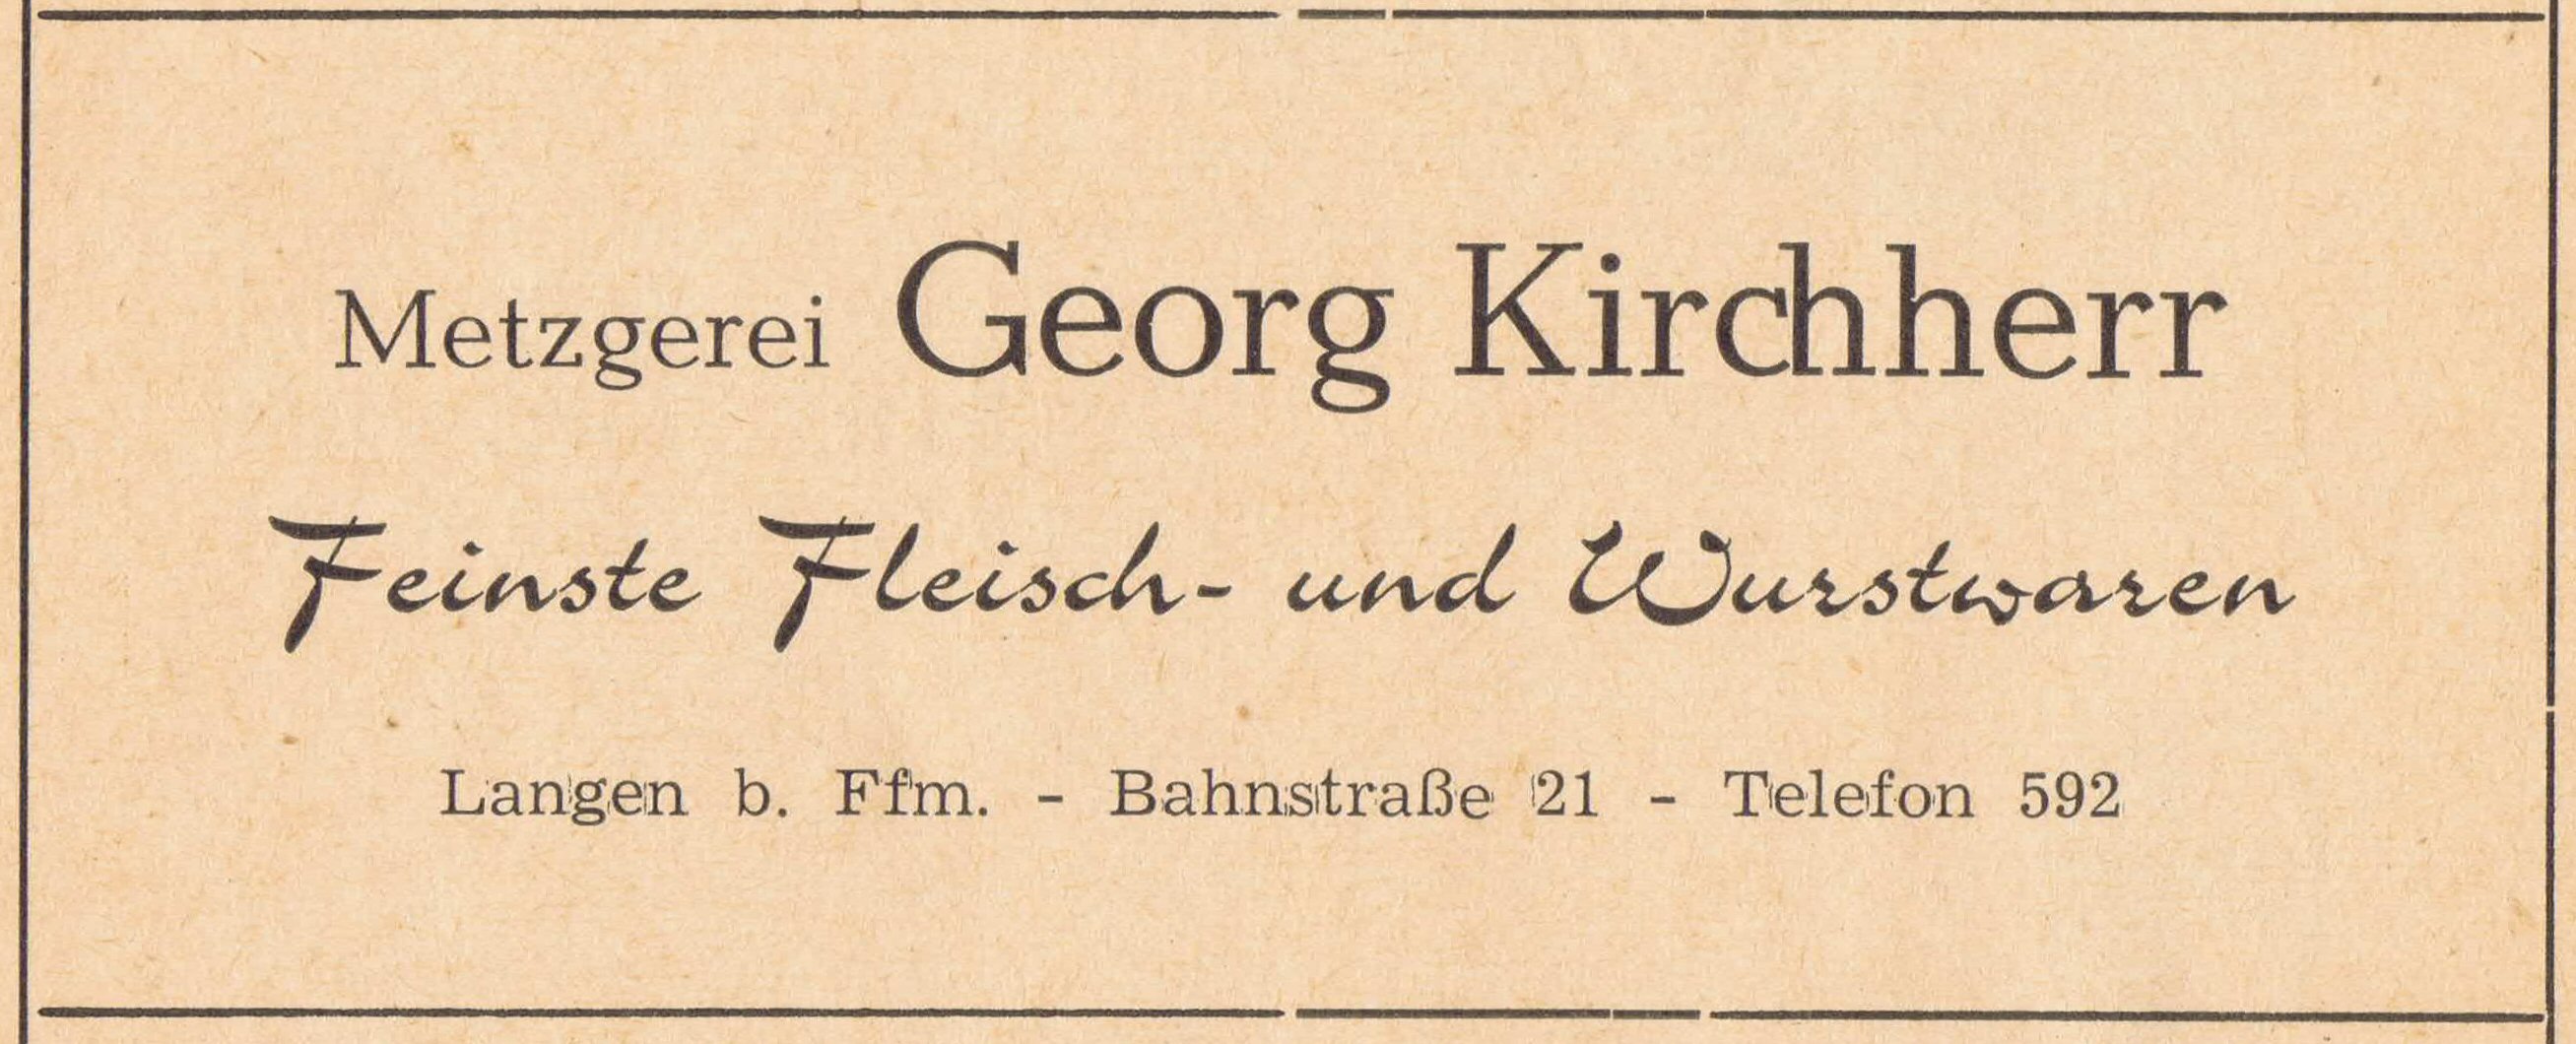 Metzgerei Georg Kirchherr
Feinste Fleisch- und Wurstwaren
Langen b. Ffm. - Bahnstraße 21 - Telefon 592